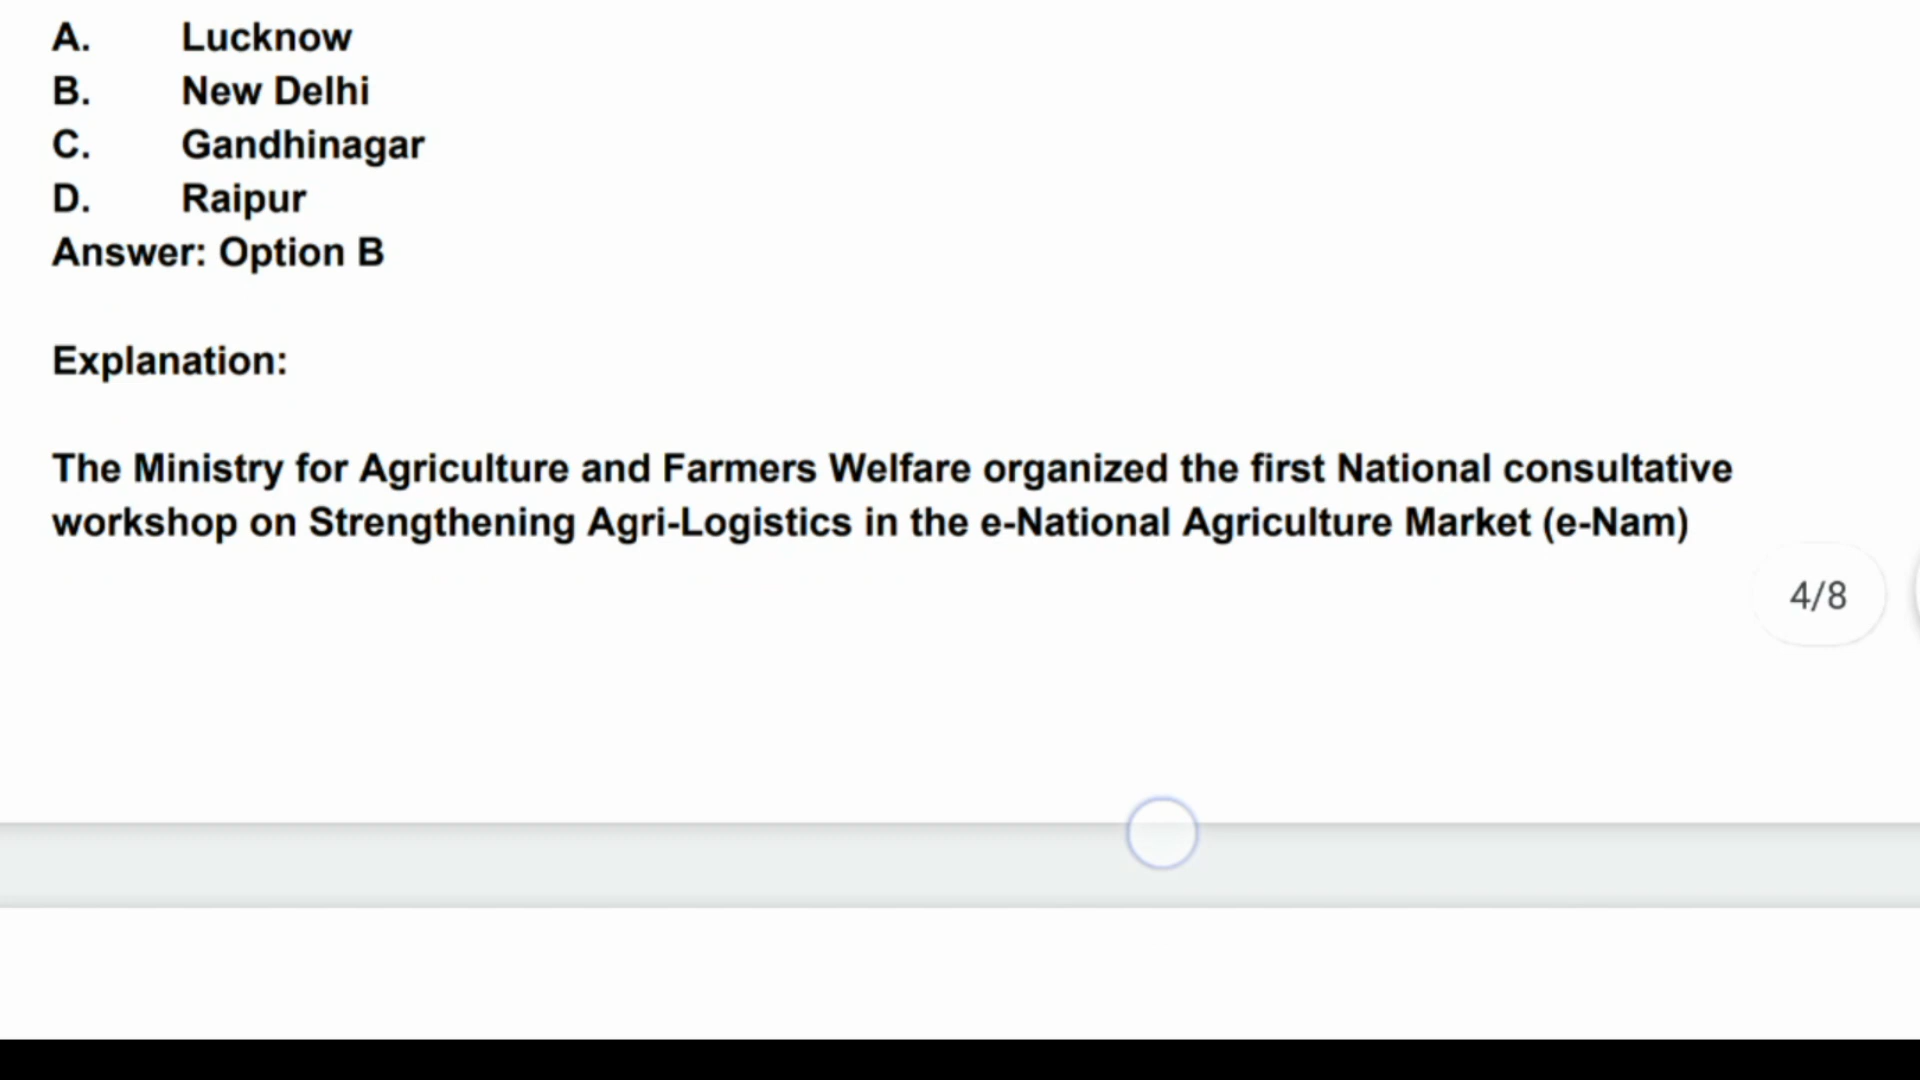 A. Lucknow
B. New Delhi
C. Gandhinagar
D. Raipur
Answer: Option B
Explanation:
The Ministry for Agriculture and Farmers Welfare organized the first National consultative
workshop on Strengthening Agri-Logistics in the e-National Agriculture Market (e-Nam)
4/8